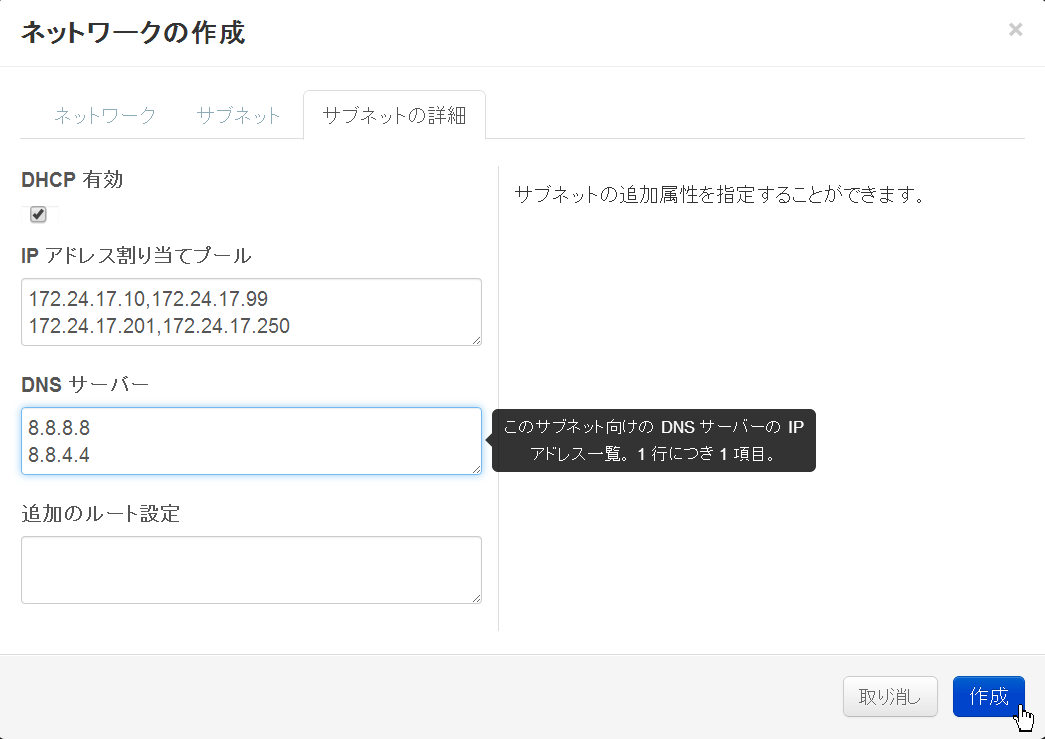 ネットワークの作成
×
ネットワーク
サブネット
サブネットの詳細
DHCP 有効
サブネットの追加属性を指定することができます。
IP アドレス割り当てプール
172.24.17.10,172.24.17.99
172.24.17.201,172.24.17.250
DNS サーバー
8.8.8.8
8.8.4.4
このサブネット向けの DNS サーバーの IP
アドレス一覧。1 行につき 1 項目。
追加のルート設定
取り消し
作成